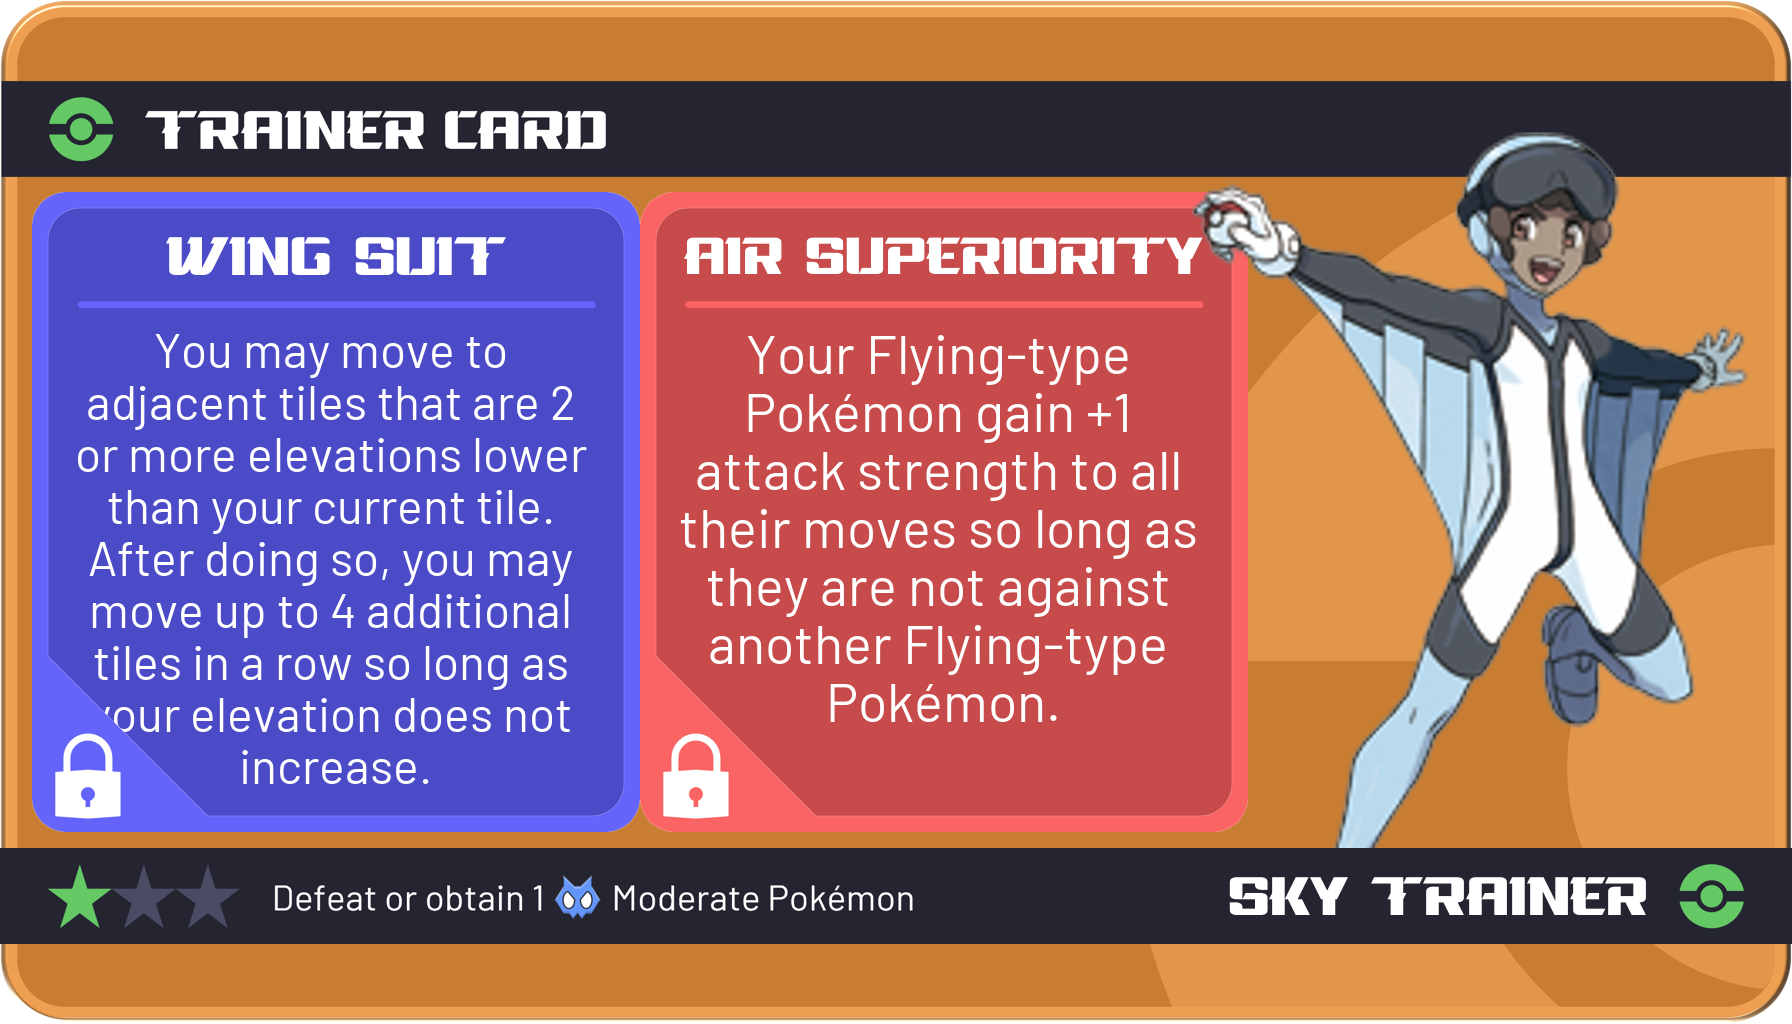 TRAINER CARD
WING SUIT
You may move to
adjacent tiles that are 2
or more elevations lower
than your current tile.
After doing so, you may
move up to 4 additional
tiles in a row so long as
your elevation does not
increase.
AIR SUPERIORITY
Your Flying-type
Pokémon gain +1
attack strength to all
their moves so long as
they are not against
another Flying-type
Pokémon.
Defeat or obtain 1 Moderate Pokémon
SKY TRAINER